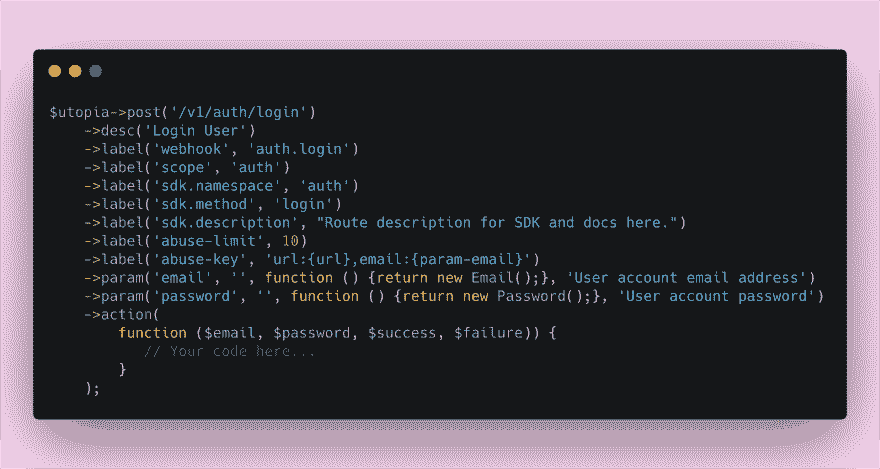 $utopia->post('/v1/auth/login')
    ->desc('Login User')
    ->label('webhook', 'auth.login')
    ->label('scope', 'auth')
    ->label('sdk.namespace', 'auth')
    ->label('sdk.method', 'login')
    ->label('sdk.description', "Route description for SDK and docs here.")
    ->label('abuse-limit', 10)
    ->label('abuse-key', 'url:{url},email:{param-email}')
    ->param('email', '', function () {return new Email();}, 'User account email address')
    ->param('password', '', function () {return new Password();}, 'User account password')
    ->action(
        function ($email, $password, $success, $failure)) {
           // Your code here...
        }
    );